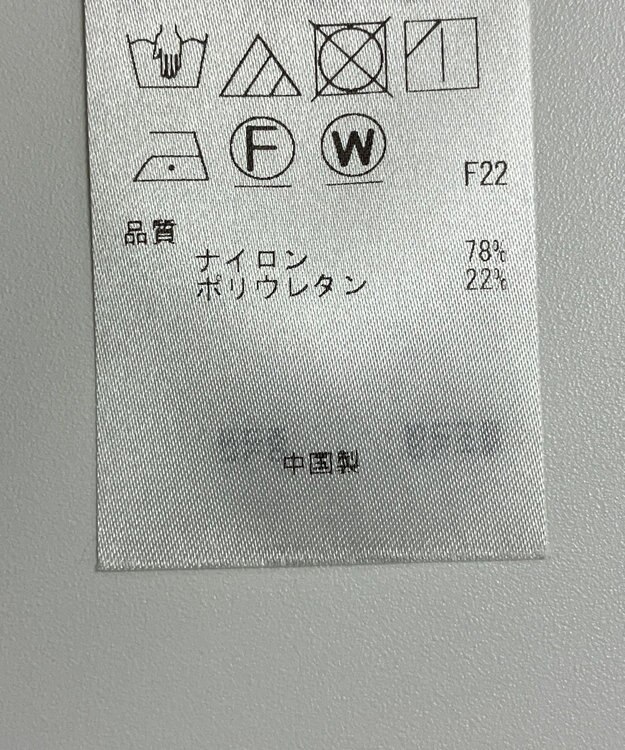 F W
F22
品質
ナイロン 78%
ポリウレタン 22%
中国製